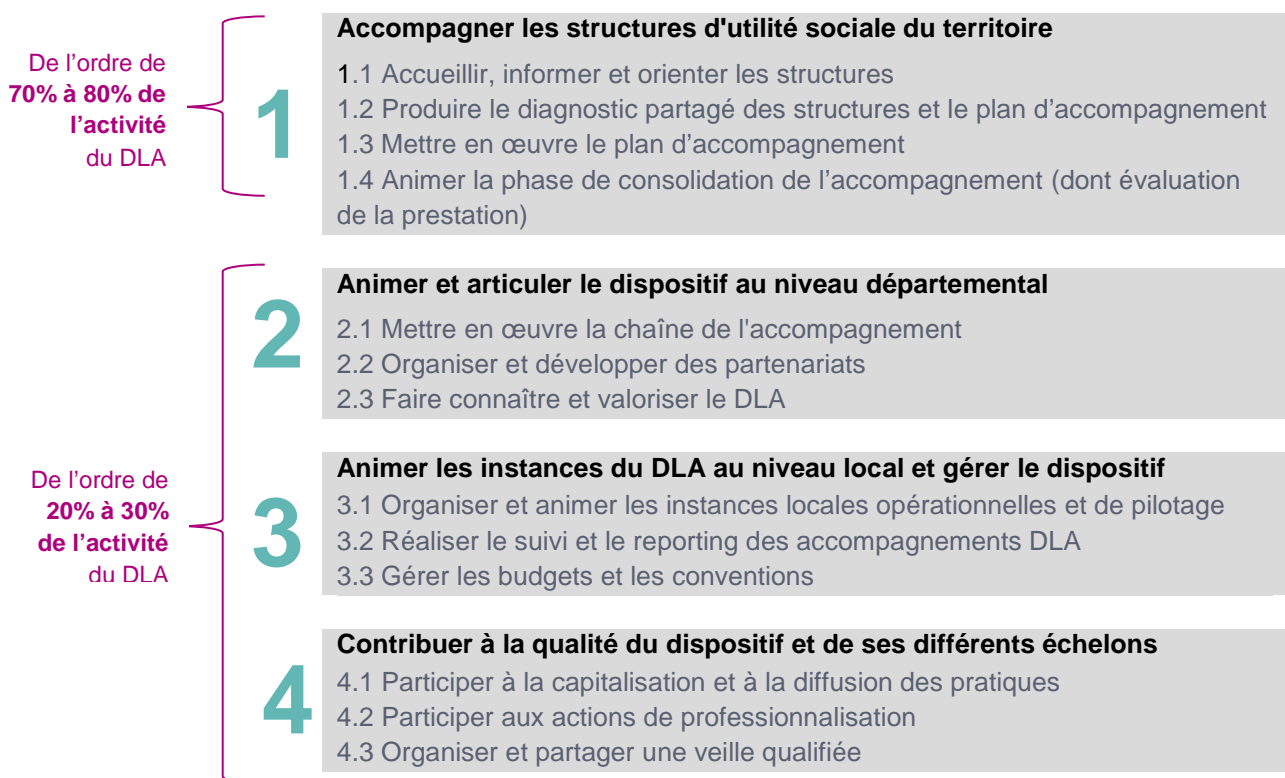 De l'ordre de
70% à 80% de
l'activité
du DLA
1
Accompagner les structures d'utilité sociale du territoire
1.1 Accueillir, informer et orienter les structures
1.2 Produire le diagnostic partagé des structures et le plan d'accompagnement
1.3 Mettre en œuvre le plan d'accompagnement
1.4 Animer la phase de consolidation de l'accompagnement (dont évaluation
de la prestation)
De l'ordre de
20% à 30%
de l'activité
du DLA
2
Animer et articuler le dispositif au niveau départemental
2.1 Mettre en œuvre la chaîne de l'accompagnement
2.2 Organiser et développer des partenariats
2.3 Faire connaître et valoriser le DLA
3
Animer les instances du DLA au niveau local et gérer le dispositif
3.1 Organiser et animer les instances locales opérationnelles et de pilotage
3.2 Réaliser le suivi et le reporting des accompagnements DLA
3.3 Gérer les budgets et les conventions
4
Contribuer à la qualité du dispositif et de ses différents échelons
4.1 Participer à la capitalisation et à la diffusion des pratiques
4.2 Participer aux actions de professionnalisation
4.3 Organiser et partager une veille qualifiée